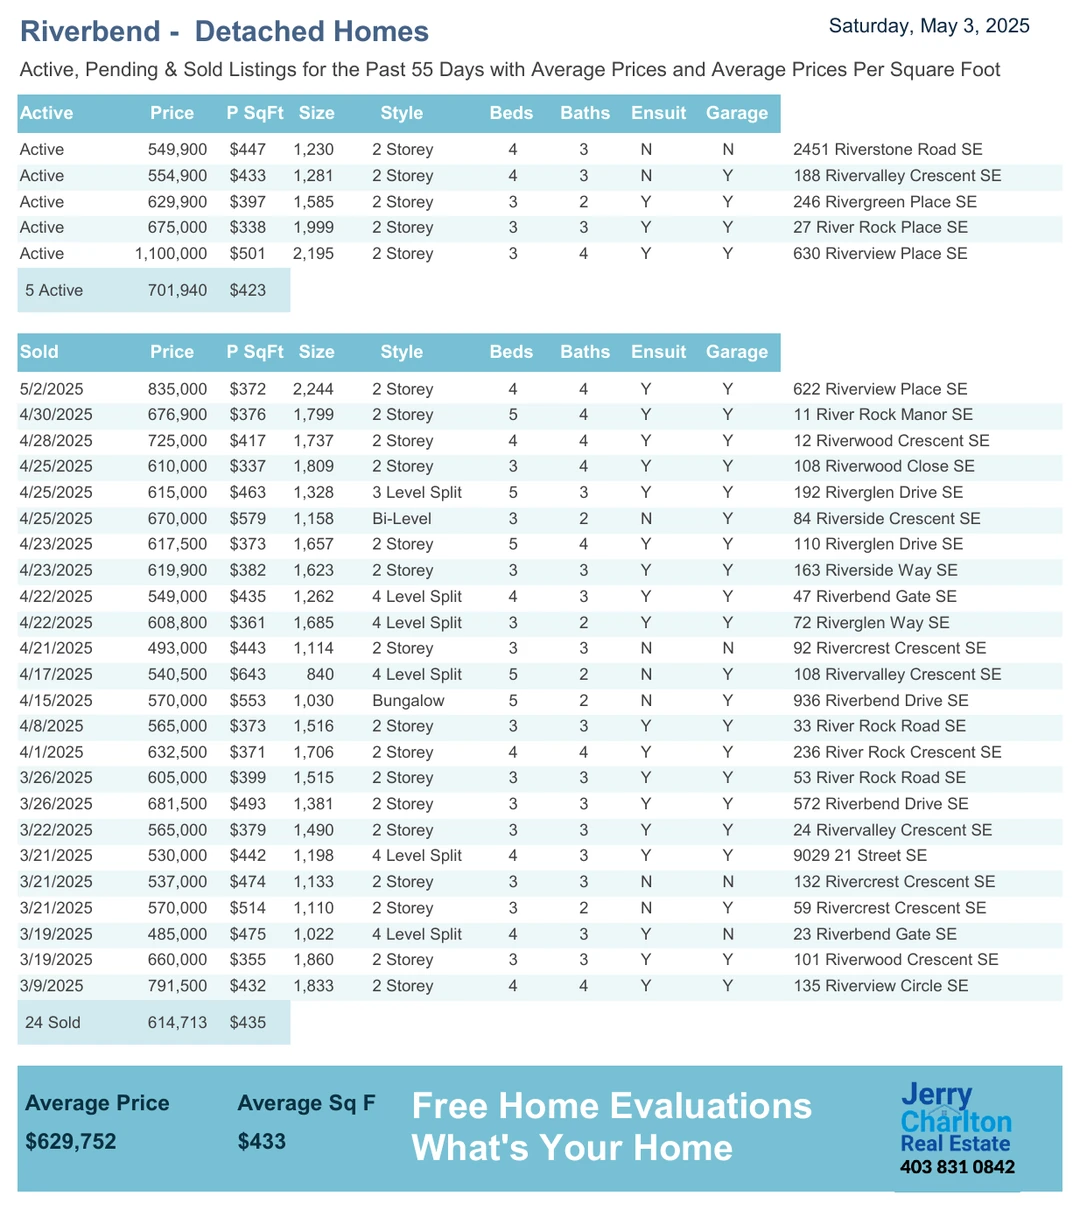 Riverbend - Detached Homes
Saturday, May 3, 2025
Active, Pending & Sold Listings for the Past 55 Days with Average Prices and Average Prices Per Square Foot
Active Price P SqFt Size Style Beds Baths Ensuit Garage
Active 549,900 $447 1,230 2 Storey 4 3 N N 2451 Riverstone Road SE
Active 554,900 $433 1,281 2 Storey 4 3 N Y 188 Rivervalley Crescent SE
Active 629,900 $397 1,585 2 Storey 3 2 Y Y 246 Rivergreen Place SE
Active 675,000 $338 1,999 2 Storey 3 3 Y Y 27 River Rock Place SE
Active 1,100,000 $501 2,195 2 Storey 3 4 Y Y 630 Riverview Place SE
5 Active 701,940 $423
Sold Price P SqFt Size Style Beds Baths Ensuit Garage
5/2/2025 835,000 $372 2,244 2 Storey 4 4 Y Y 622 Riverview Place SE
4/30/2025 676,900 $376 1,799 2 Storey 5 4 Y Y 11 River Rock Manor SE
4/28/2025 725,000 $417 1,737 2 Storey 4 4 Y Y 12 Riverwood Crescent SE
4/25/2025 610,000 $337 1,809 2 Storey 3 4 Y Y 108 Riverwood Close SE
4/25/2025 615,000 $463 1,328 3 Level Split 5 3 Y Y 192 Riverglen Drive SE
4/25/2025 670,000 $579 1,158 Bi-Level 3 2 N Y 84 Riverside Crescent SE
4/23/2025 617,500 $373 1,657 2 Storey 5 4 Y Y 110 Riverglen Drive SE
4/23/2025 619,900 $382 1,623 2 Storey 3 3 Y Y 163 Riverside Way SE
4/22/2025 549,000 $435 1,262 4 Level Split 4 3 Y Y 47 Riverbend Gate SE
4/22/2025 608,800 $361 1,685 4 Level Split 3 2 Y Y 72 Riverglen Way SE
4/21/2025 493,000 $443 1,114 2 Storey 3 3 N N 92 Rivercrest Crescent SE
4/17/2025 540,500 $643 840 4 Level Split 5 2 N Y 108 Rivervalley Crescent SE
4/15/2025 570,000 $553 1,030 Bungalow 5 2 N Y 936 Riverbend Drive SE
4/8/2025 565,000 $373 1,516 2 Storey 3 3 Y Y 33 River Rock Road SE
4/1/2025 632,500 $371 1,706 2 Storey 4 4 Y Y 236 River Rock Crescent SE
3/26/2025 605,000 $399 1,515 2 Storey 3 3 Y Y 53 River Rock Road SE
3/26/2025 681,500 $493 1,381 2 Storey 3 3 Y Y 572 Riverbend Drive SE
3/22/2025 565,000 $379 1,490 2 Storey 3 3 Y Y 24 Rivervalley Crescent SE
3/21/2025 530,000 $442 1,198 4 Level Split 4 3 Y Y 9029 21 Street SE
3/21/2025 537,000 $474 1,133 2 Storey 3 3 N N 132 Rivercrest Crescent SE
3/21/2025 570,000 $514 1,110 2 Storey 3 2 N Y 59 Rivercrest Crescent SE
3/19/2025 485,000 $475 1,022 4 Level Split 4 3 Y N 23 Riverbend Gate SE
3/19/2025 660,000 $355 1,860 2 Storey 3 3 Y Y 101 Riverwood Crescent SE
3/9/2025 791,500 $432 1,833 2 Storey 4 4 Y Y 135 Riverview Circle SE
24 Sold 614,713 $435
Average Price Average Sq F
$629,752 $433
Free Home Evaluations
What's Your Home
Jerry
Charlton
Real Estate
403 831 0842